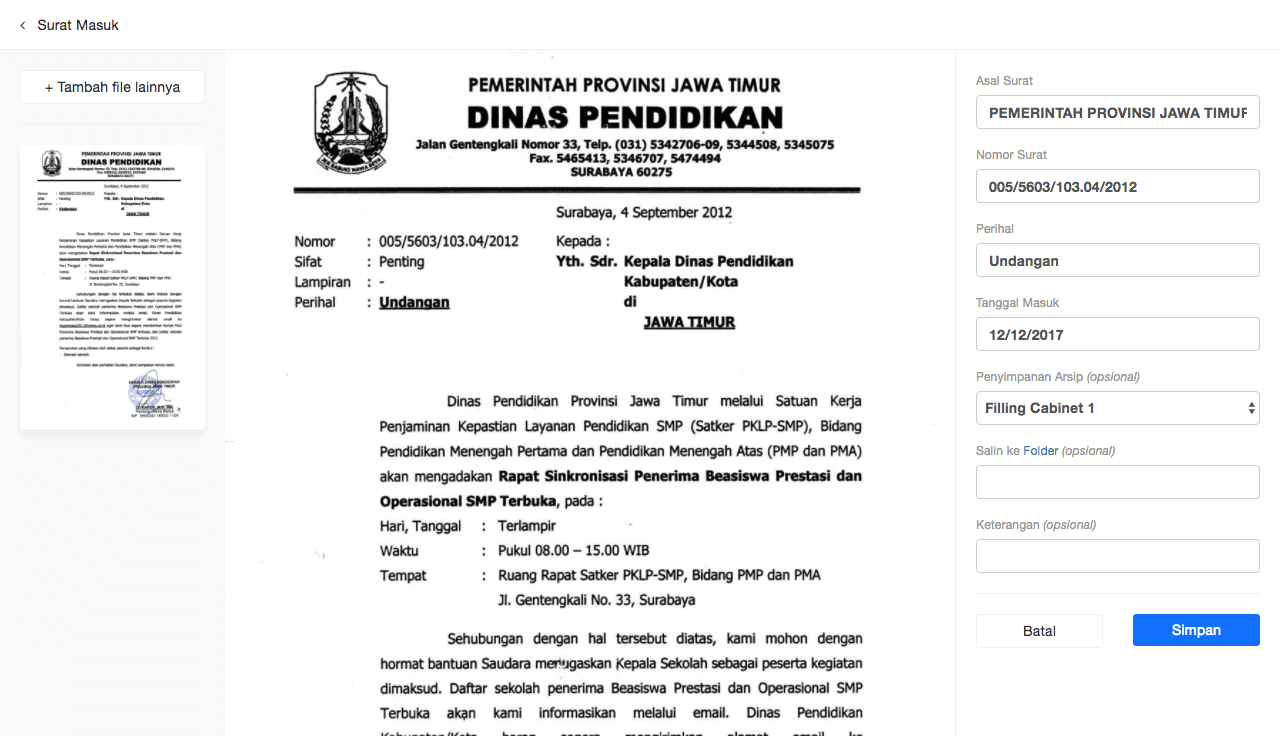 Surat Masuk
+ Tambah file lainnya
PEMERINTAH PROVINSI JAWA TIMUR
DINAS PENDIDIKAN
Jalan Gentengkali Nomor 33, Telp. (031) 5342706-09, 5344508, 5345075
Fax. 5465413, 5346707, 5474494
SURABAYA 60275
Surabaya, 4 September 2012
Nomor : 005/5603/103.04/2012
Sifat : Penting
Lampiran : -
Perihal : Undangan
Kepada :
Yth. Sdr. Kepala Dinas Pendidikan
Kabupaten/Kota
di
JAWA TIMUR
Dinas Pendidikan Provinsi Jawa Timur melalui Satuan Kerja
Penjaminan Kepastian Layanan Pendidikan SMP (Satker PKLP-SMP), Bidang
Pendidikan Menengah Pertama dan Pendidikan Menengah Atas (PMP dan PMA)
akan mengadakan Rapat Sinkronisasi Penerima Beasiswa Prestasi dan
Operasional SMP Terbuka, pada :
Hari, Tanggal : Terlampir
Waktu : Pukul 08.00 – 15.00 WIB
Tempat : Ruang Rapat Satker PKLP-SMP, Bidang PMP dan PMA
Jl. Gentengkali No. 33, Surabaya
Sehubungan dengan hal tersebut diatas, kami mohon dengan
hormat bantuan Saudara menugaskan Kepala Sekolah sebagai peserta kegiatan
dimaksud. Daftar sekolah penerima Beasiswa Prestasi dan Operasional SMP
Terbuka akan kami informasikan melalui email. Dinas Pendidikan
Kabupaten/Kota harap segera mengirimkan alamat email ke
Asal Surat
PEMERINTAH PROVINSI JAWA TIMUR
Nomor Surat
005/5603/103.04/2012
Perihal
Undangan
Tanggal Masuk
12/12/2017
Penyimpanan Arsip (opsional)
Filling Cabinet 1
Salin ke Folder (opsional)
Keterangan (opsional)
Batal
Simpan